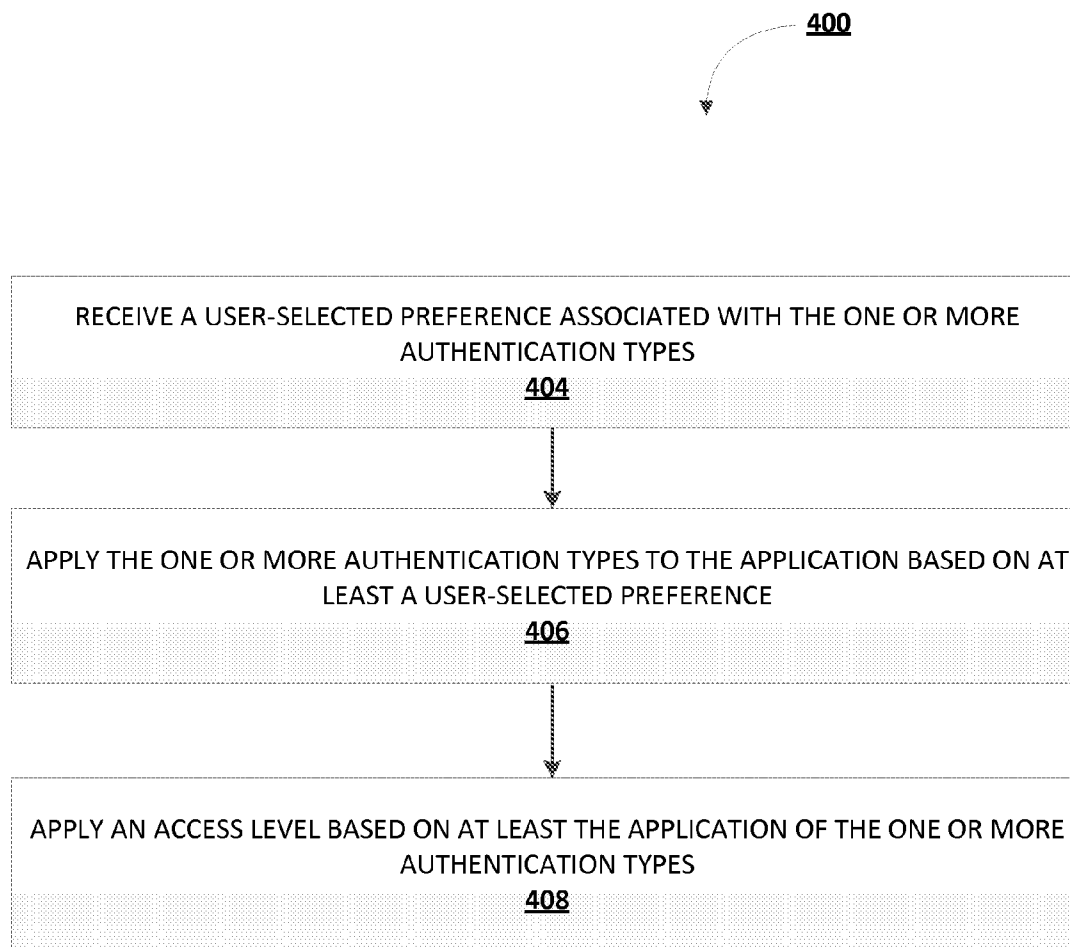 400
RECEIVE A USER-SELECTED PREFERENCE ASSOCIATED WITH THE ONE OR MORE
AUTHENTICATION TYPES
404
APPLY THE ONE OR MORE AUTHENTICATION TYPES TO THE APPLICATION BASED ON AT
LEAST A USER-SELECTED PREFERENCE
406
APPLY AN ACCESS LEVEL BASED ON AT LEAST THE APPLICATION OF THE ONE OR MORE
AUTHENTICATION TYPES
408